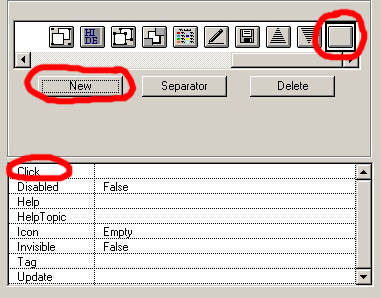 HI
DE
New Separator Delete
Click
Disabled False
Help
HelpTopic
Icon Empty
Invisible False
Tag
Update